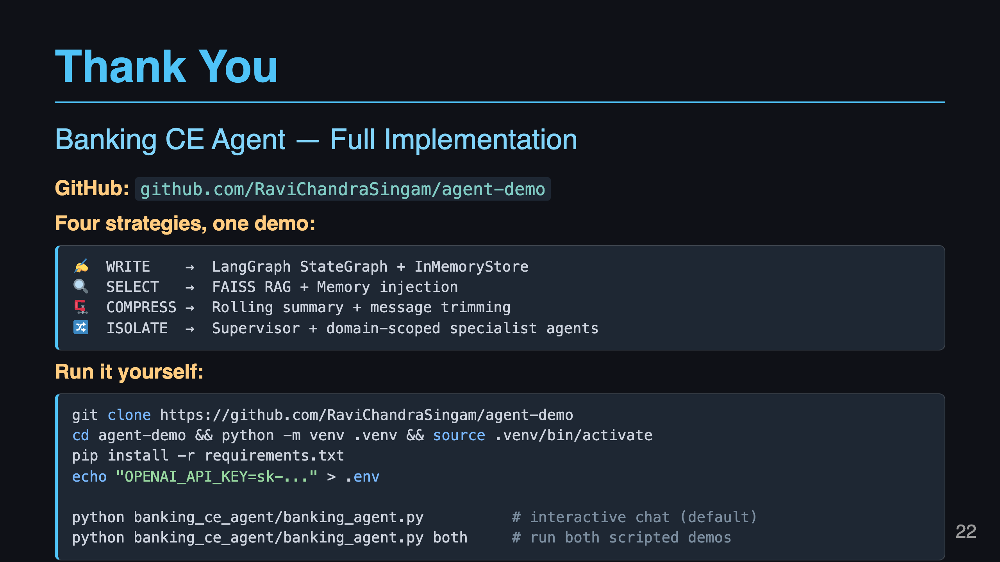 Thank You
Banking CE Agent — Full Implementation
GitHub: github.com/RaviChandraSingam/agent-demo
Four strategies, one demo:
✍️ WRITE → LangGraph StateGraph + InMemoryStore
🔍 SELECT → FAISS RAG + Memory injection
🗜️ COMPRESS → Rolling summary + message trimming
🔀 ISOLATE → Supervisor + domain-scoped specialist agents
Run it yourself:
git clone https://github.com/RaviChandraSingam/agent-demo
cd agent-demo && python -m venv .venv && source .venv/bin/activate
pip install -r requirements.txt
echo "OPENAI_API_KEY=sk-..." > .env
python banking_ce_agent/banking_agent.py # interactive chat (default)
python banking_ce_agent/banking_agent.py both # run both scripted demos
22